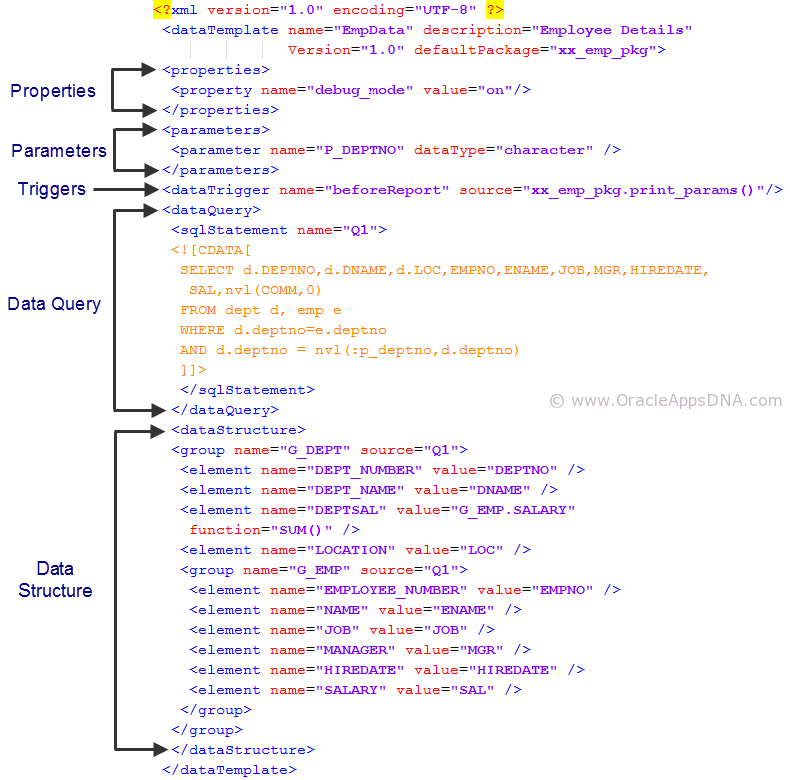 <?xml version="1.0" encoding="UTF-8" ?>
<dataTemplate name="EmpData" description="Employee Details"
Version="1.0" defaultPackage="xx_emp_pkg">
<properties>
Properties
<property name="debug_mode" value="on"/>
</properties>
<parameters>
Parameters
<parameter name="P_DEPTNO" dataType="character" />
</parameters>
Triggers
<dataTrigger name="beforeReport" source="xx_emp_pkg.print_params()"/>
<dataQuery>
<sqlStatement name="Q1">
<![CDATA[
SELECT d.DEPTNO,d.DNAME,d.LOC,EMPNO,ENAME,JOB,MGR,HIREDATE,
SAL,nvl(COMM,0)
Data Query
FROM dept d, emp e
WHERE d.deptno=e.deptno
AND d.deptno = nvl(:p_deptno,d.deptno)
]]>
</sqlStatement>
© www.OracleAppsDNA.com
</dataQuery>
<dataStructure>
<group name="G_DEPT" source="Q1">
<element name="DEPT_NUMBER" value="DEPTNO" />
<element name="DEPT_NAME" value="DNAME" />
<element name="DEPTSAL" value="G_EMP.SALARY"
function="SUM()" />
<element name="LOCATION" value="LOC" />
<group name="G_EMP" source="Q1">
Data
Structure
<element name="EMPLOYEE_NUMBER" value="EMPNO" />
<element name="NAME" value="ENAME" />
<element name="JOB" value="JOB" />
<element name="MANAGER" value="MGR" />
<element name="HIREDATE" value="HIREDATE" />
<element name="SALARY" value="SAL" />
</group>
</group>
</dataStructure>
</dataTemplate>